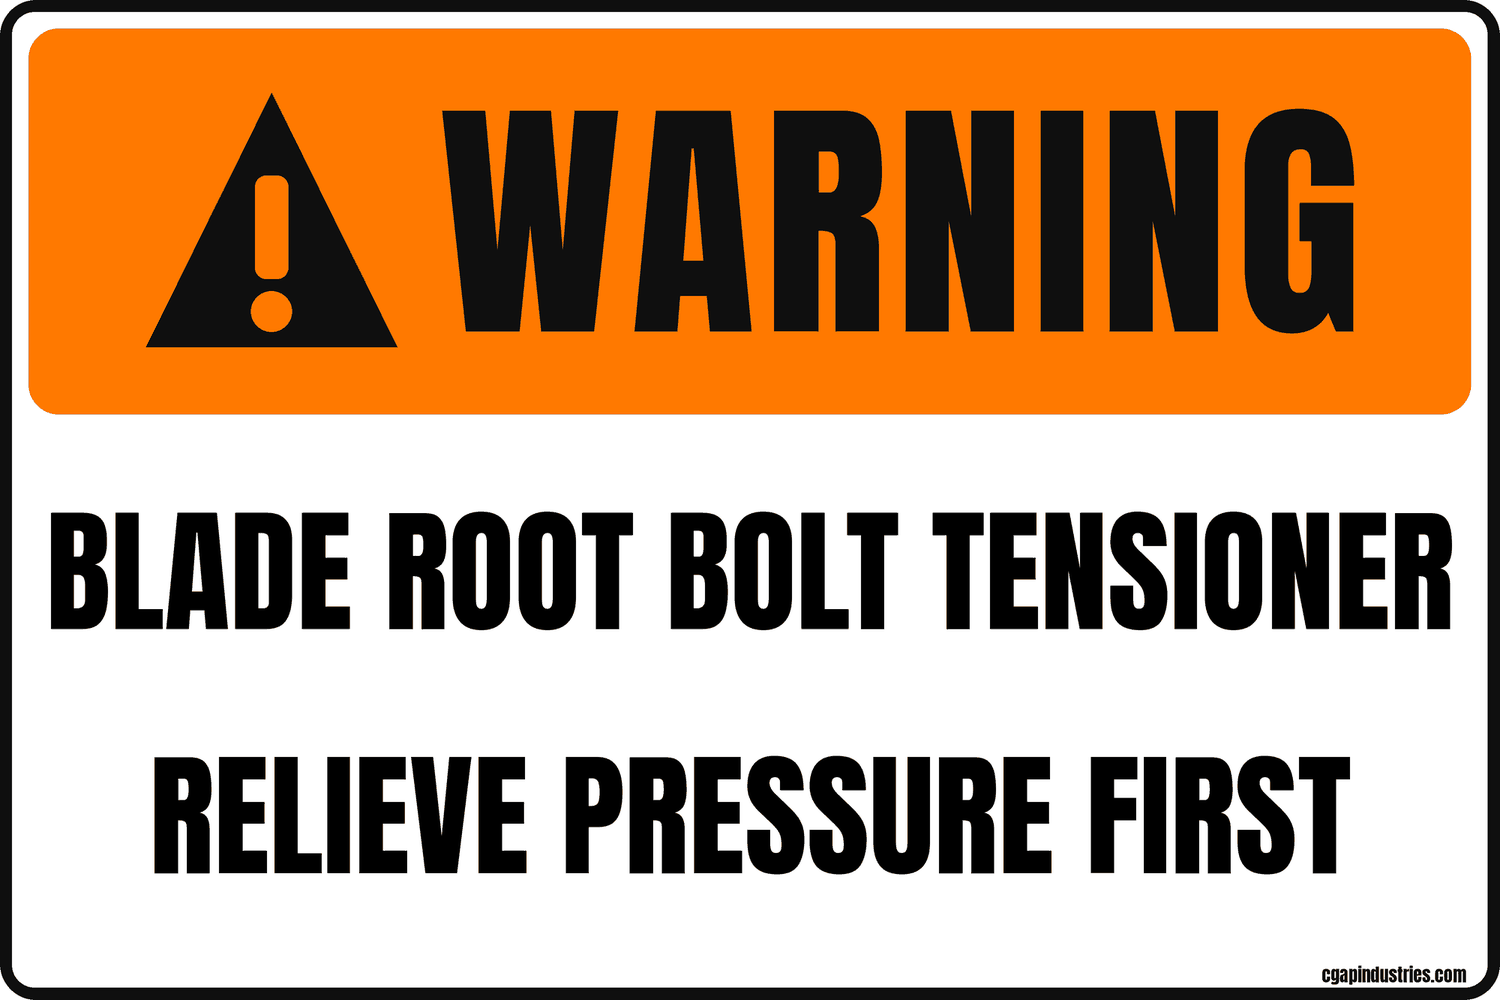 WARNING
BLADE ROOT BOLT TENSIONER
RELIEVE PRESSURE FIRST
cgapindustries.com